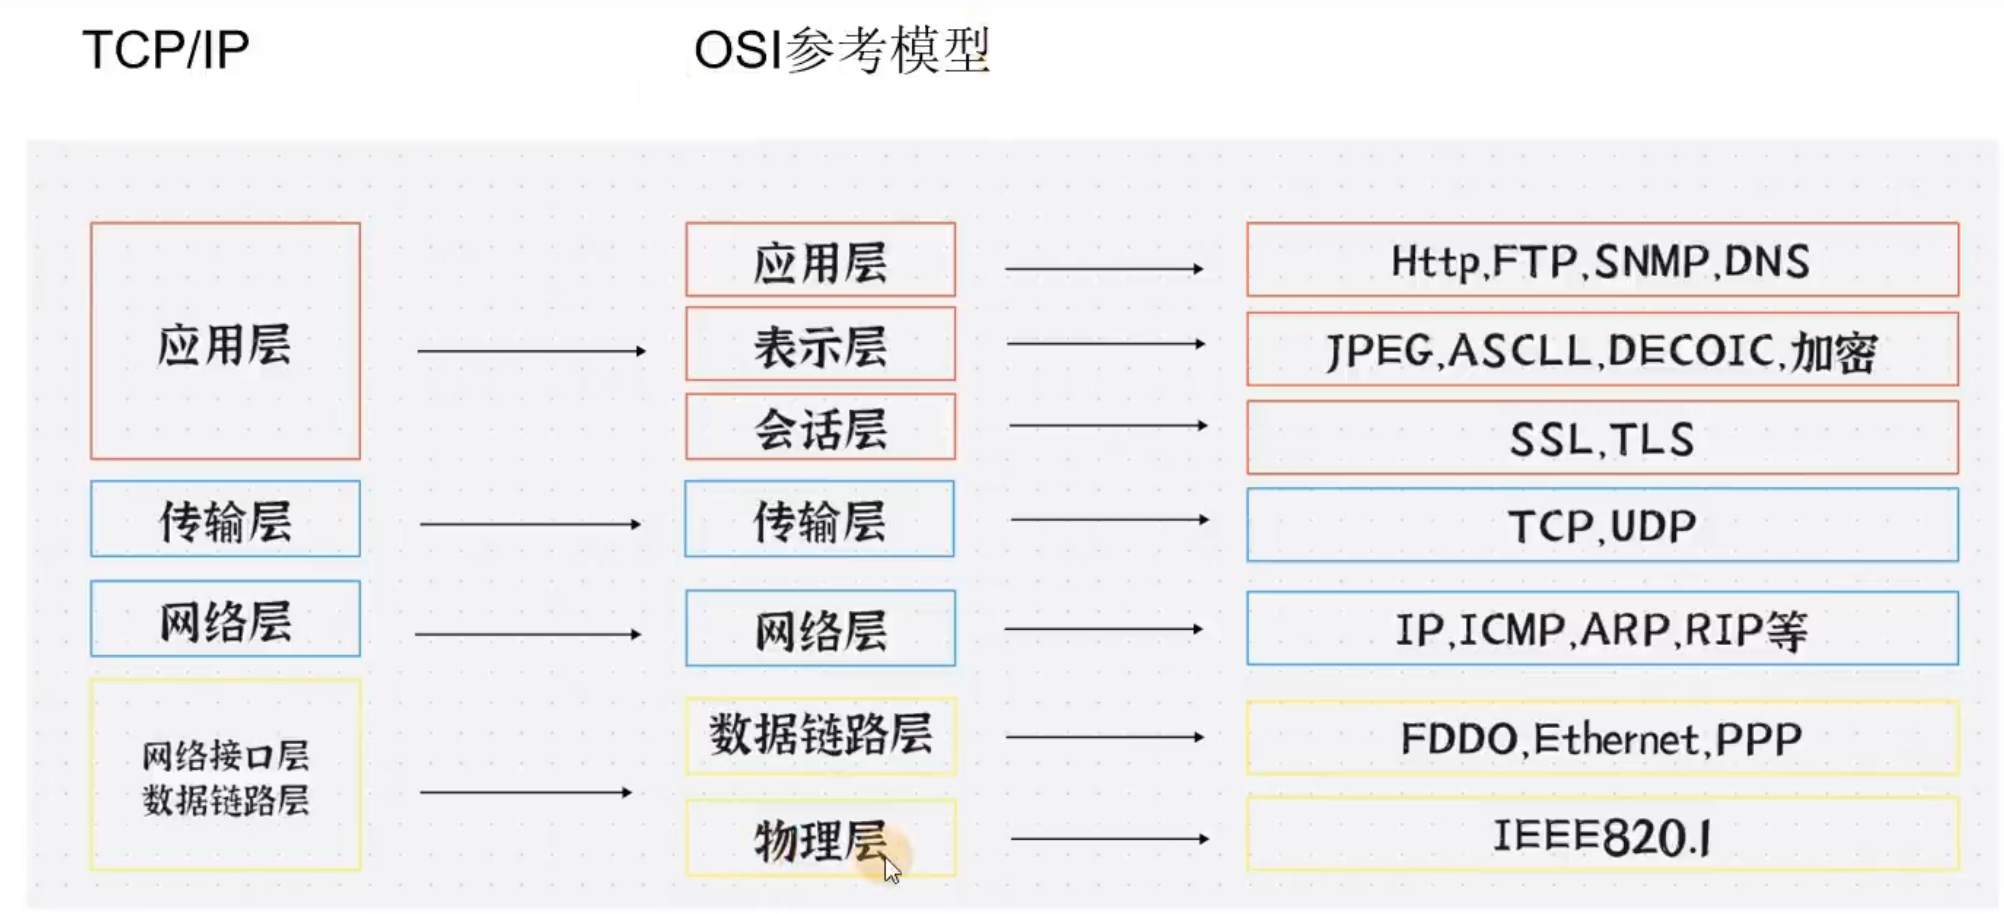 TCP/IP
OSI参考模型
应用层
应用层
Http,FTP,SNMP,DNS
表示层
JPEG,ASCLL,DECOIC,加密
会话层
SSL,TLS
传输层
传输层
TCP,UDP
网络层
网络层
IP,ICMP,ARP,RIP等
网络接口层
数据链路层
数据链路层
FDDO,Ethernet,PPP
物理层
IEEE820.1